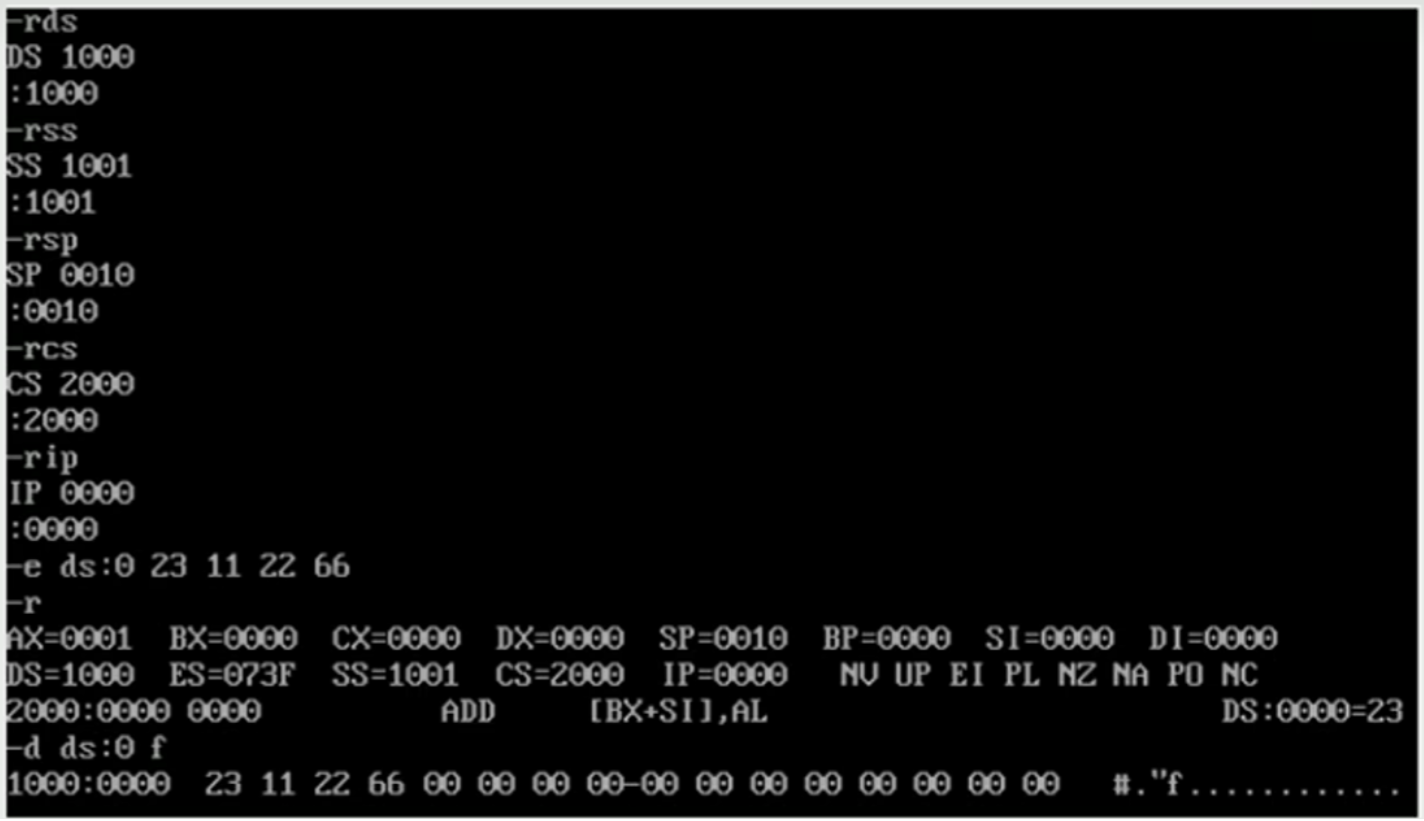 -rds
DS 1000
:1000
-rss
SS 1001
:1001
-rsp
SP 0010
:0010
-rcs
CS 2000
:2000
-rip
IP 0000
:0000
-e ds:0 23 11 22 66
-r
AX=0001  BX=0000  CX=0000  DX=0000  SP=0010  BP=0000  SI=0000  DI=0000
DS=1000  ES=073F  SS=1001  CS=2000  IP=0000   NV UP EI PL NZ NA PO NC
2000:0000 0000          ADD     [BX+SI],AL                         DS:0000=23
-d ds:0 f
1000:0000  23 11 22 66 00 00 00 00-00 00 00 00 00 00 00 00   #."f............